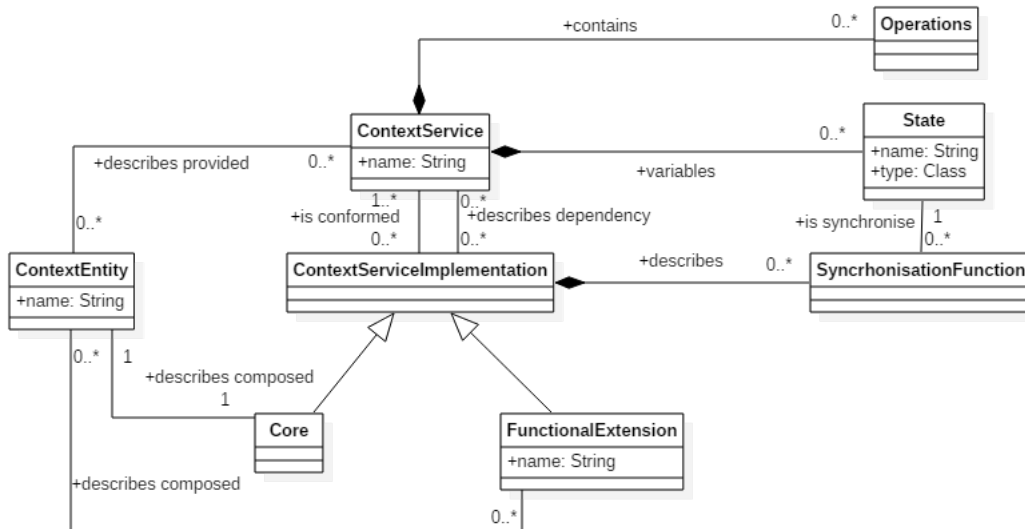 +contains
0..*
Operations
ContextService
+name: String
0..*
State
+name: String
+type: Class
+describes provided
0..*
+variables
1..*
0..*
+is conformed
+describes dependency
0..*
0..*
+is synchronise
1
0..*
0..*
ContextEntity
+name: String
ContextServiceImplementation
+describes
0..*
SyncrhonisationFunction
0..*
1
+describes composed
1
Core
FunctionalExtension
+name: String
+describes composed
0..*